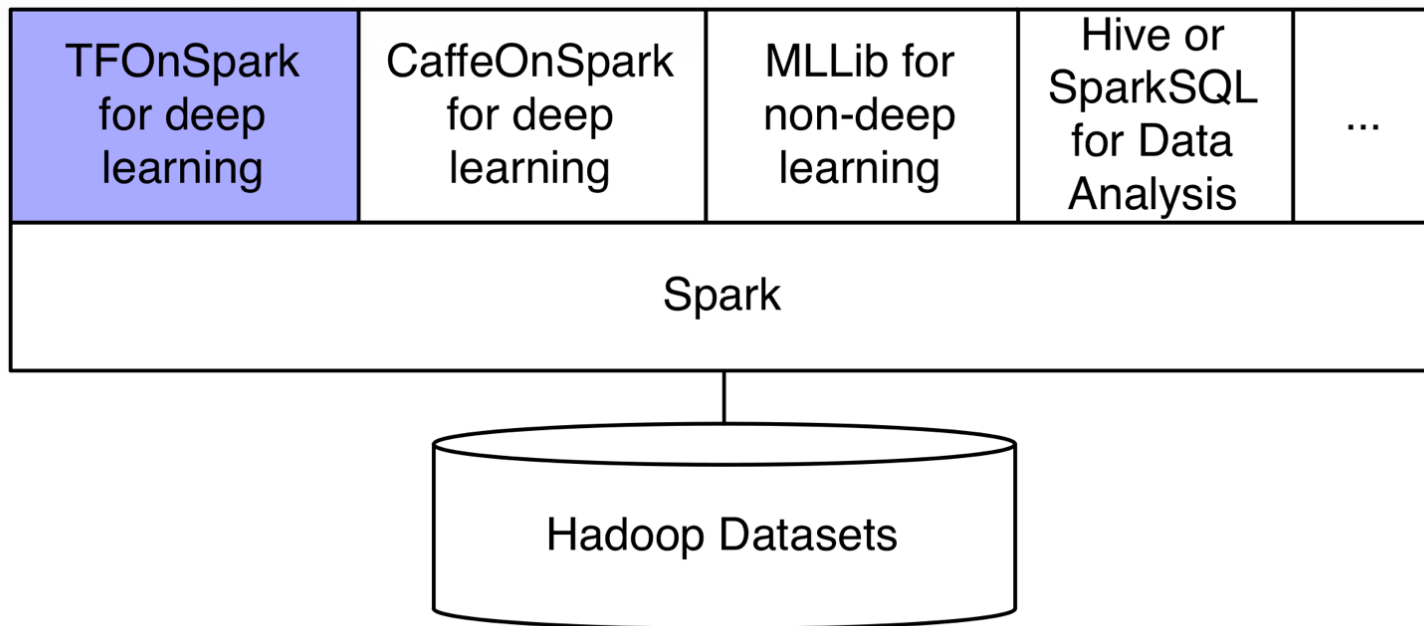 TFOnSpark
for deep
learning
CaffeOnSpark
for deep
learning
MLLib for
non-deep
learning
Hive or
SparkSQL
for Data
Analysis
...
Spark
Hadoop Datasets